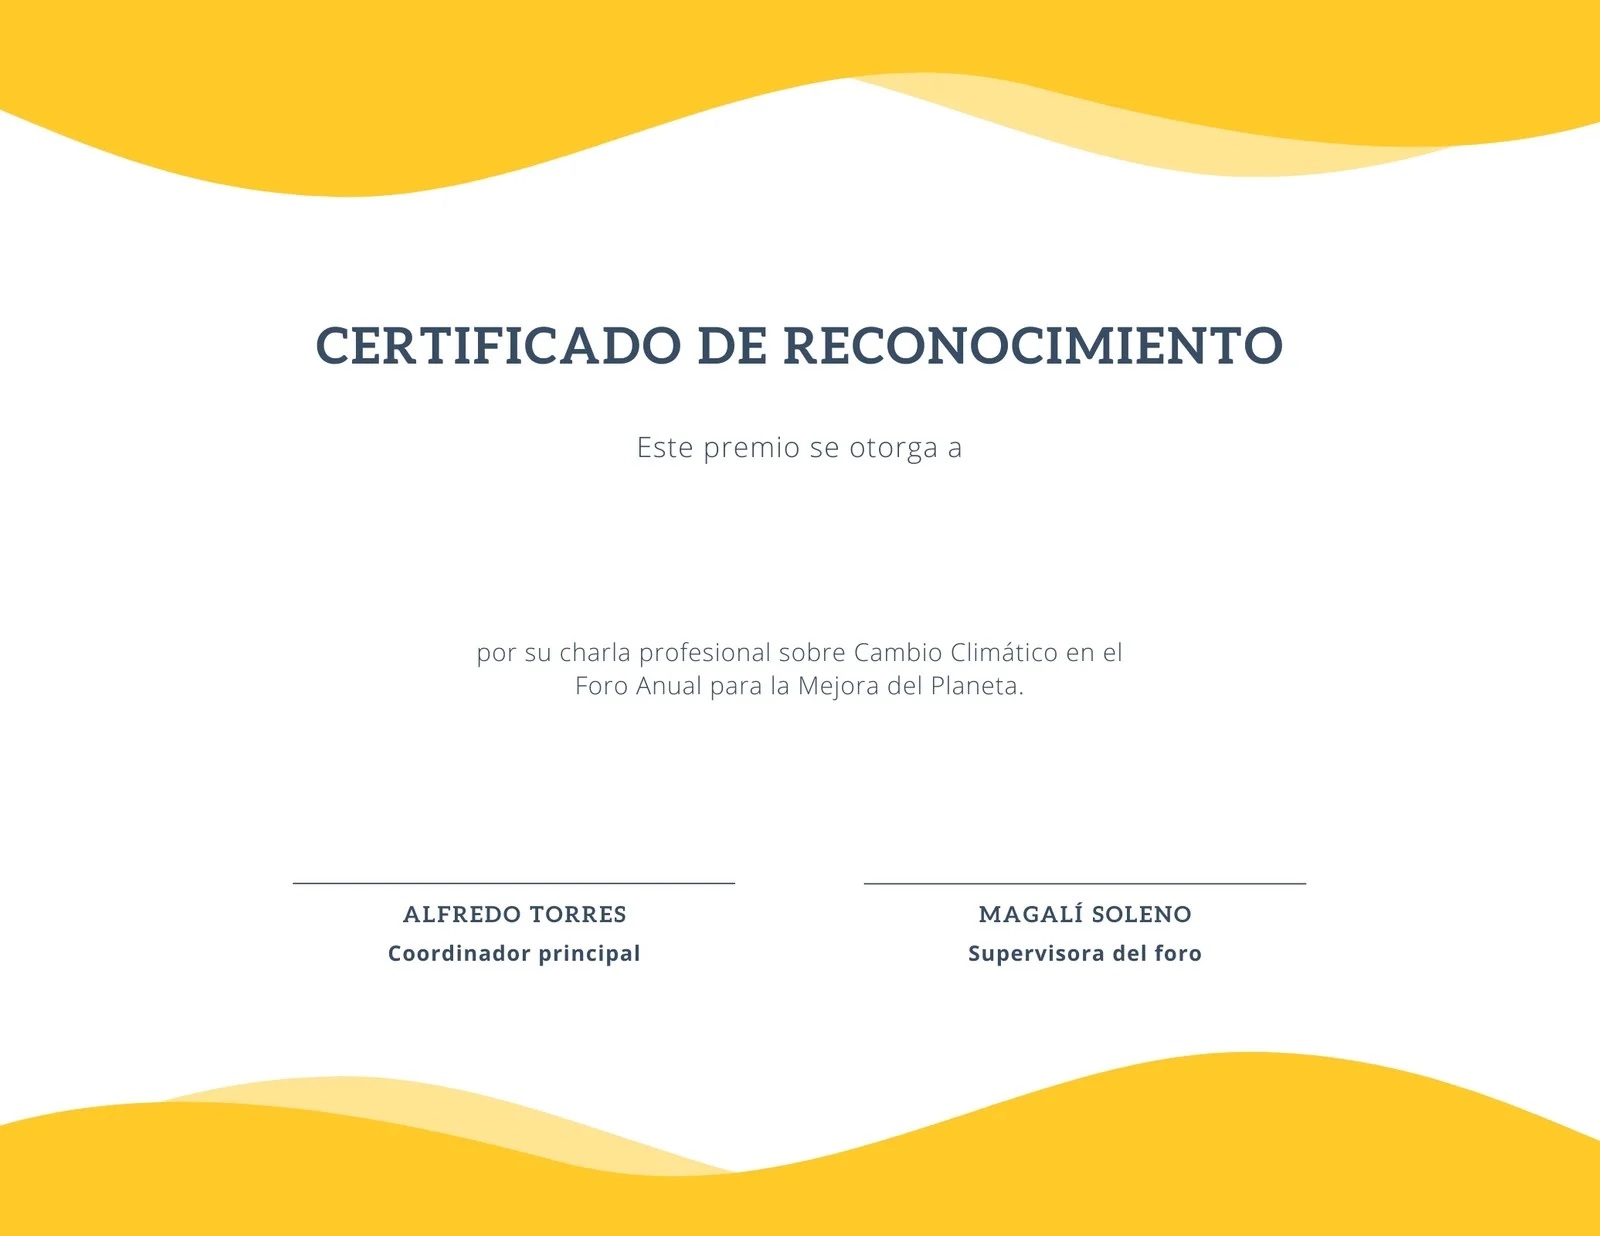 CERTIFICADO DE RECONOCIMIENTO
Este premio se otorga a
por su charla profesional sobre Cambio Climático en el
Foro Anual para la Mejora del Planeta.
ALFREDO TORRES
Coordinador principal
MAGALÍ SOLENO
Supervisora del foro